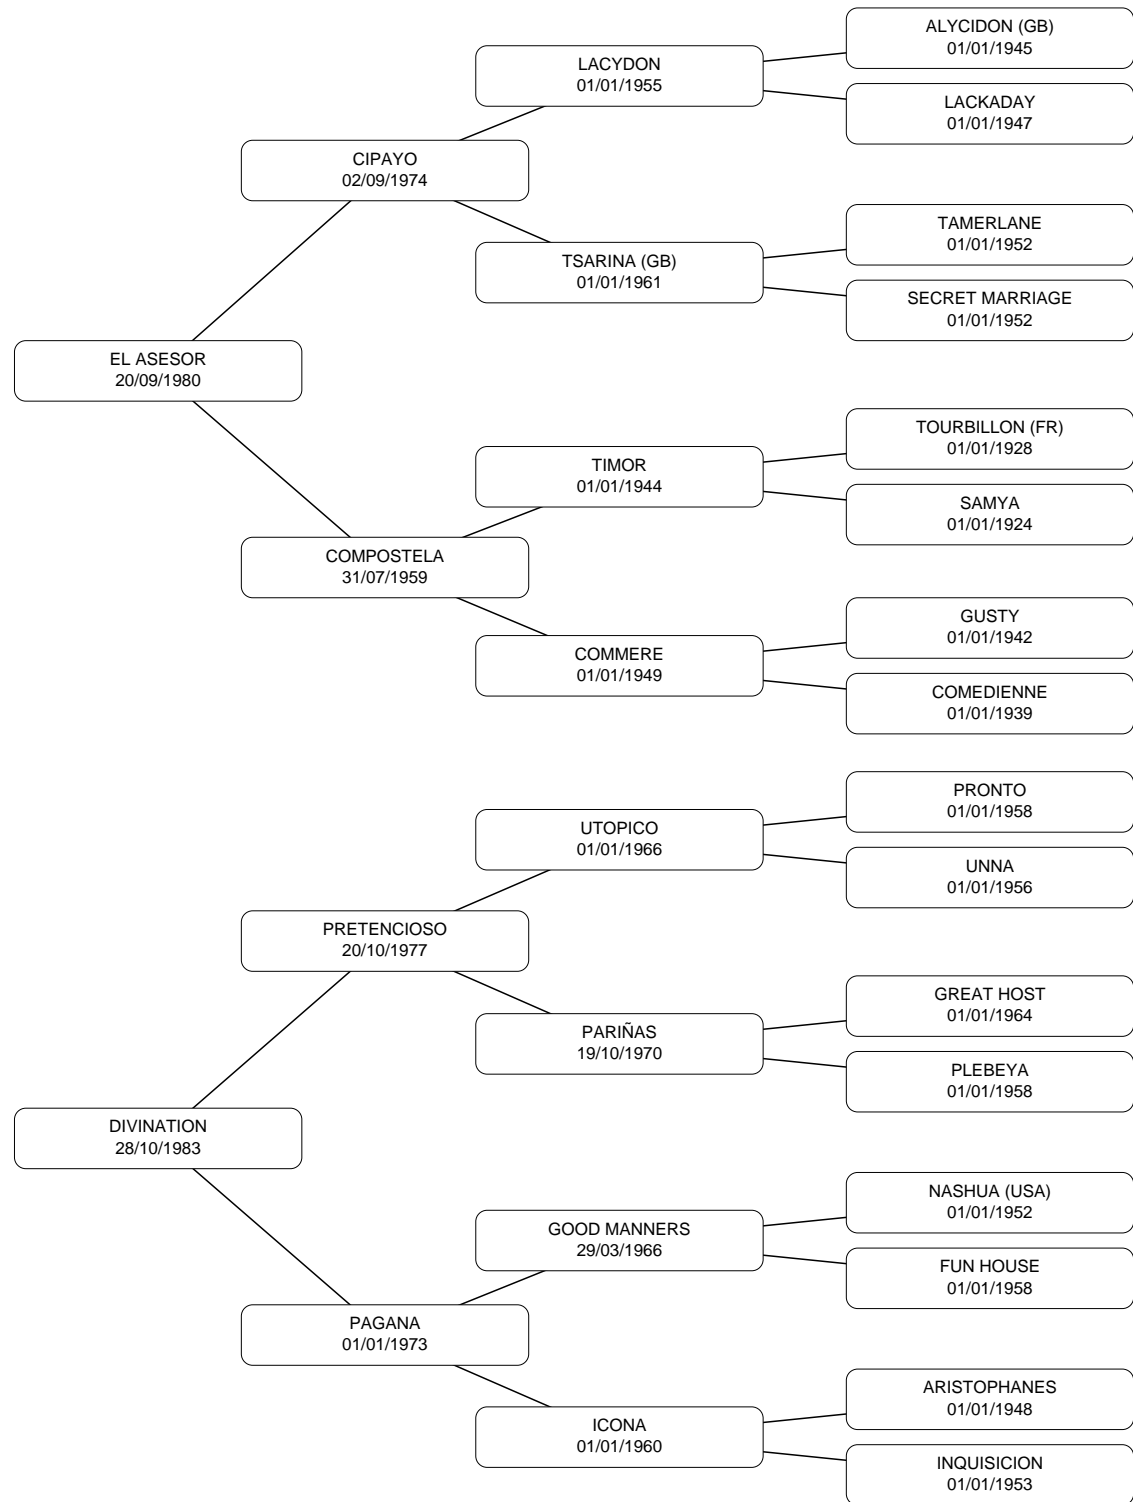 ALYCIDON (GB)
01/01/1945
LACYDON
01/01/1955
LACKADAY
01/01/1947
CIPAYO
02/09/1974
TAMERLANE
01/01/1952
TSARINA (GB)
01/01/1961
SECRET MARRIAGE
01/01/1952
EL ASESOR
20/09/1980
TOURBILLON (FR)
01/01/1928
TIMOR
01/01/1944
SAMYA
01/01/1924
COMPOSTELA
31/07/1959
GUSTY
01/01/1942
COMMERE
01/01/1949
COMEDIENNE
01/01/1939
PRONTO
01/01/1958
UTOPICO
01/01/1966
UNNA
01/01/1956
PRETENCIOSO
20/10/1977
GREAT HOST
01/01/1964
PARIÑAS
19/10/1970
PLEBEYA
01/01/1958
DIVINATION
28/10/1983
NASHUA (USA)
01/01/1952
GOOD MANNERS
29/03/1966
FUN HOUSE
01/01/1958
PAGANA
01/01/1973
ARISTOPHANES
01/01/1948
ICONA
01/01/1960
INQUISICION
01/01/1953